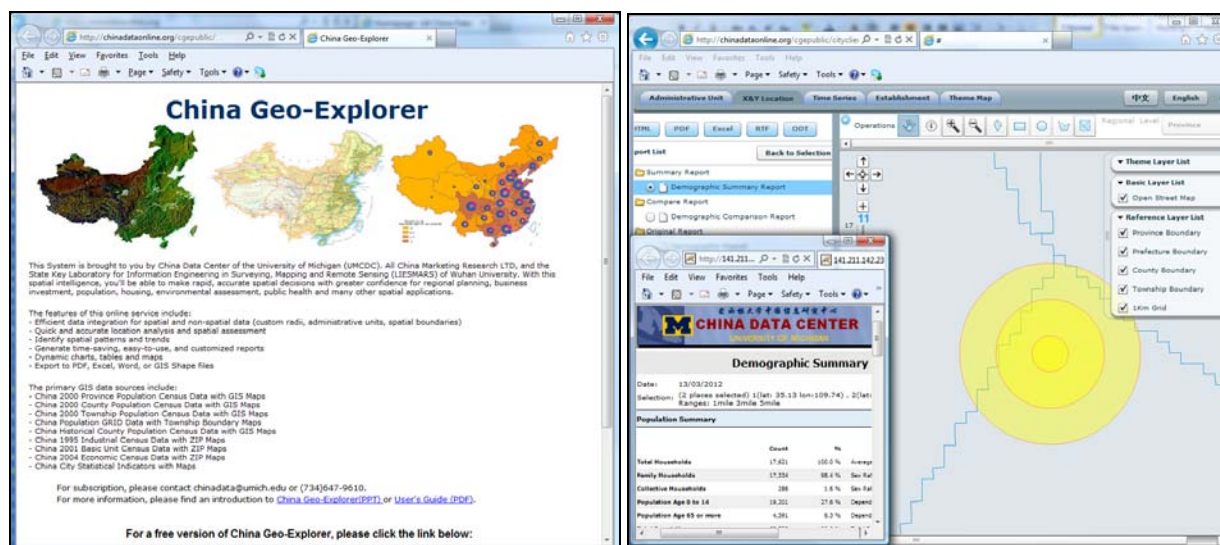 http://chinadataonline.org/cgepublic/
China Geo-Explorer
File Edit View Favorites Tools Help
Page Safety Tools
China Geo-Explorer
This System is brought to you by China Data Center of the University of Michigan (UMCDC). All China Marketing Research LTD, and the
State Key Laboratory for Information Engineering in Surveying, Mapping and Remote Sensing (LIESMARS) of Wuhan University. With this
spatial intelligence, you'll be able to make rapid, accurate spatial decisions with greater confidence for regional planning, business
investment, population, housing, environmental assessment, public health and many other spatial applications.
The features of this online service include:
- Efficient data integration for spatial and non-spatial data (custom radii, administrative units, spatial boundaries)
- Quick and accurate location analysis and spatial assessment
- Identify spatial patterns and trends
- Generate time-saving, easy-to-use, and customized reports
- Dynamic charts, tables and maps
- Export to PDF, Excel, Word, or GIS Shape files
The primary GIS data sources include:
- China 2000 Province Population Census Data with GIS Maps
- China 2000 County Population Census Data with GIS Maps
- China 2000 Township Population Census Data with GIS Maps
- China Population GRID Data with Township Boundary Maps
- China Historical County Population Census Data with GIS Maps
- China 1995 Industrial Census Data with ZIP Maps
- China 2001 Basic Unit Census Data with ZIP Maps
- China 2004 Economic Census Data with ZIP Maps
- China City Statistical Indicators with Maps
For subscription, please contact chinadata@umich.edu or (734)647-9610.
For more information, please find an introduction to China Geo-Explorer(PPT) or User's Guide (PDF).
For a free version of China Geo-Explorer, please click the link below:
http://chinadataonline.org/cgepublic/cityclie
#
File Edit View Favorites Tools Help
Page Safety Tools
Administrative Unit X&Y Location Time Series Establishment Theme Map 中文 English
HTML PDF Excel RTF ODT
Operations
Regional Level Province
port List Back to Selection
Summary Report
Demographic Summary Report
Compare Report
Demographic Comparison Report
Original Report
11
17
Theme Layer List
Basic Layer List
Open Street Map
Reference Layer List
Province Boundary
Prefecture Boundary
County Boundary
Township Boundary
1Km Grid
http://141.211...
141.211.142.23
File Edit View Favorites Tools Help
Page Safety Tools
M CHINA DATA CENTER
UNIVERSITY OF MICHIGAN
Demographic Summary
Date: 13/03/2012
Selection: (2 places selected) 1(lat: 35.13 lon:109.74) , 2(lat:
Ranges: 1mile 3mile 5mile
Population Summary
Count %
Total Households 17,621 100.0 % Average
Family Households 17,334 98.4 % Sex Rat
Collective Households 286 1.6 % Sex Rat
Population Age 0 to 14 19,201 27.6 % Depend
Population Age 65 or more Depend